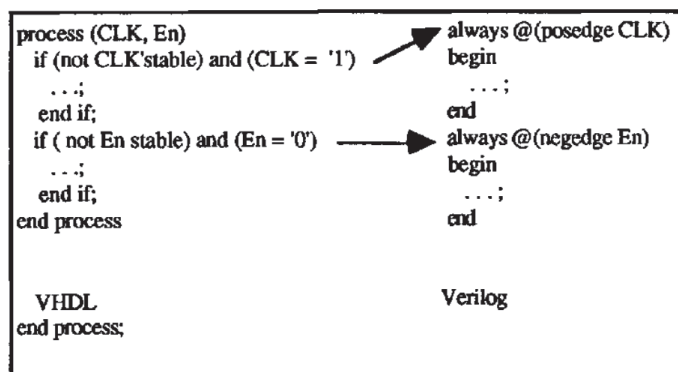 process (CLK, En)
if (not CLK'stable) and (CLK = '1')
. . .;
end if;
if ( not En stable) and (En = '0')
. . .;
end if;
end process
VHDL
end process;
always @(posedge CLK)
begin
. . . ;
end
always @(negedge En)
begin
. . . ;
end
Verilog